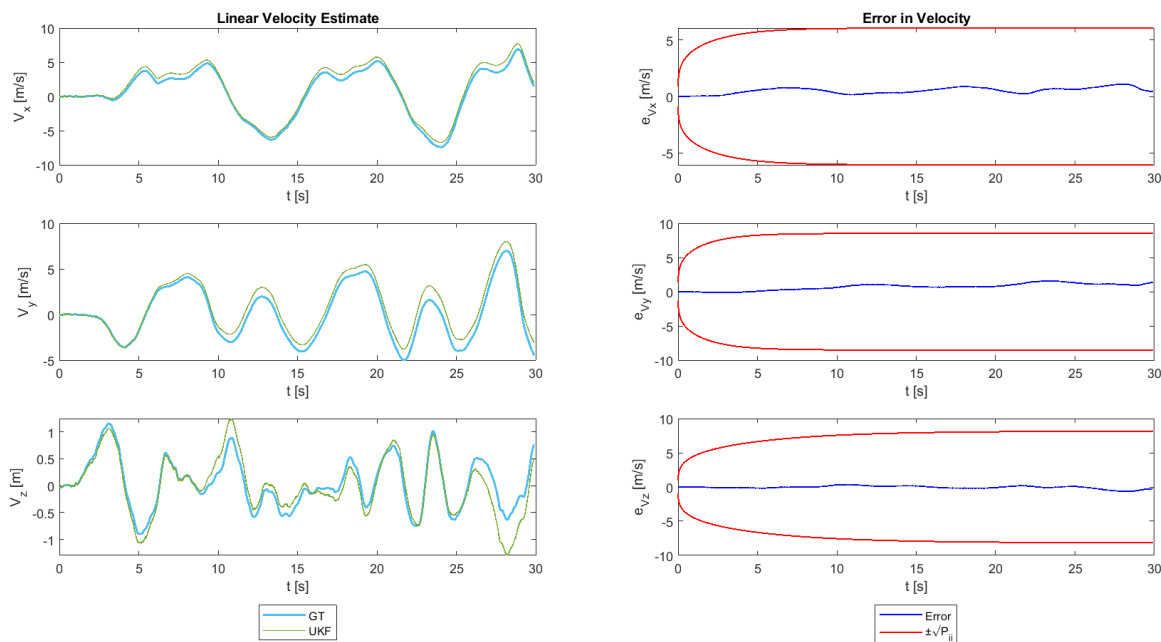 Linear Velocity Estimate
10
5
0
-5
-10
V_x [m/s]
0 5 10 15 20 25 30
t [s]
10
5
0
-5
V_y [m/s]
0 5 10 15 20 25 30
t [s]
1
0.5
0
-0.5
-1
V_z [m]
0 5 10 15 20 25 30
t [s]
GT
UKF
Error in Velocity
5
0
-5
e_Vx [m/s]
0 5 10 15 20 25 30
t [s]
10
5
0
-5
-10
e_Vy [m/s]
0 5 10 15 20 25 30
t [s]
10
5
0
-5
-10
e_Vz [m/s]
0 5 10 15 20 25 30
t [s]
Error
±√P_ii